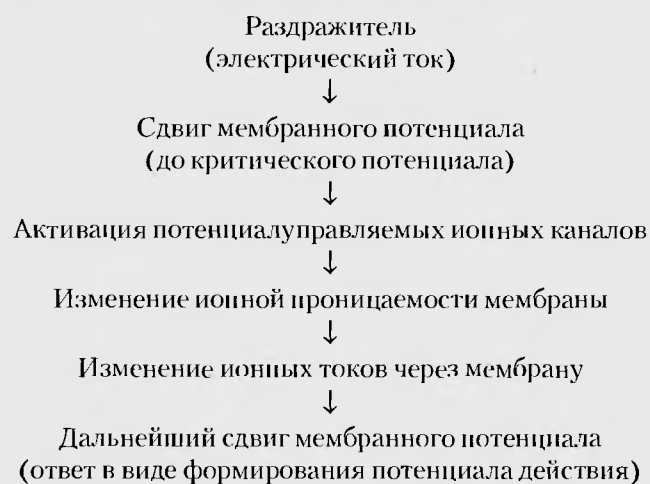 Раздражитель
(электрический ток)
↓
Сдвиг мембранного потенциала
(до критического потенциала)
↓
Активация потенциалуправляемых ионных каналов
↓
Изменение ионной проницаемости мембраны
↓
Изменение ионных токов через мембрану
↓
Дальнейший сдвиг мембранного потенциала
(ответ в виде формирования потенциала действия)